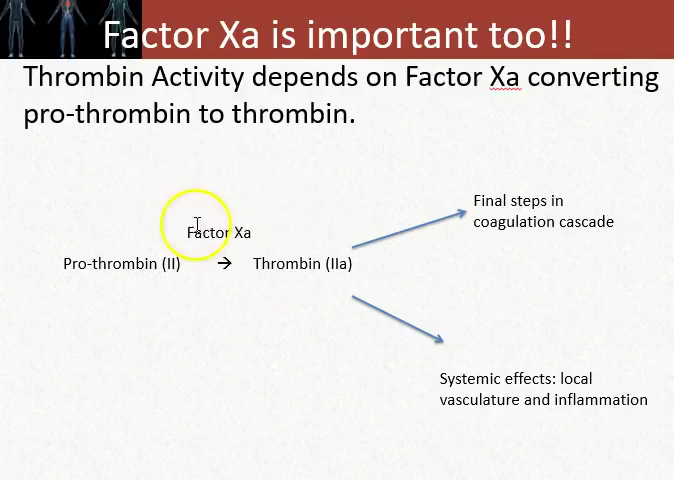 Factor Xa is important too!!
Thrombin Activity depends on Factor Xa converting
pro-thrombin to thrombin.
Final steps in
coagulation cascade
Factor Xa
Pro-thrombin (II) → Thrombin (IIa)
Systemic effects: local
vasculature and inflammation